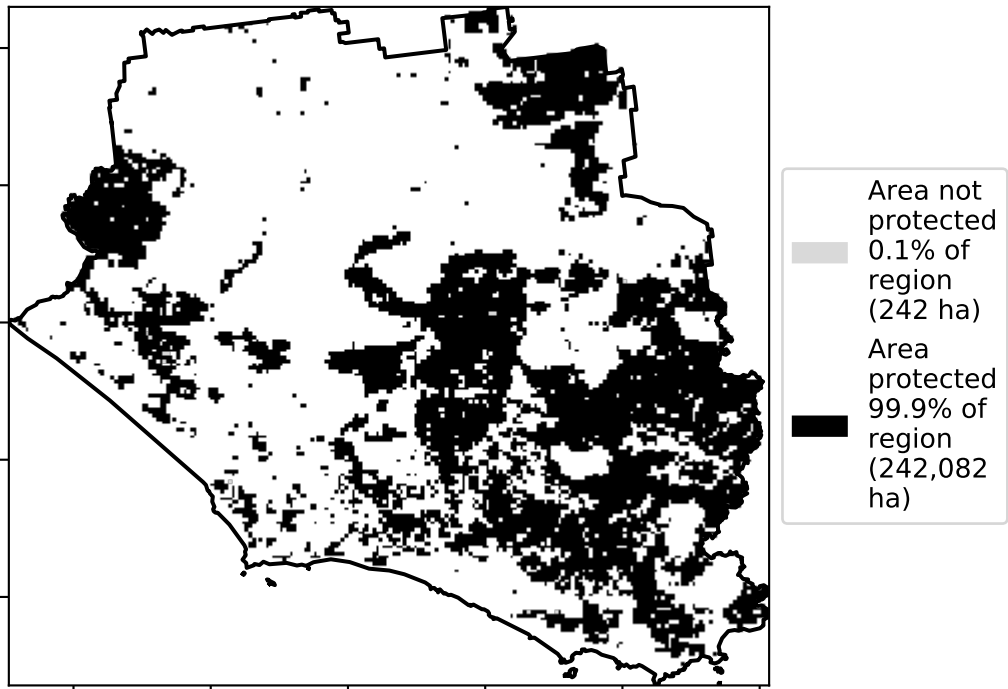 Area not
protected
0.1% of
region
(242 ha)
Area
protected
99.9% of
region
(242,082
ha)